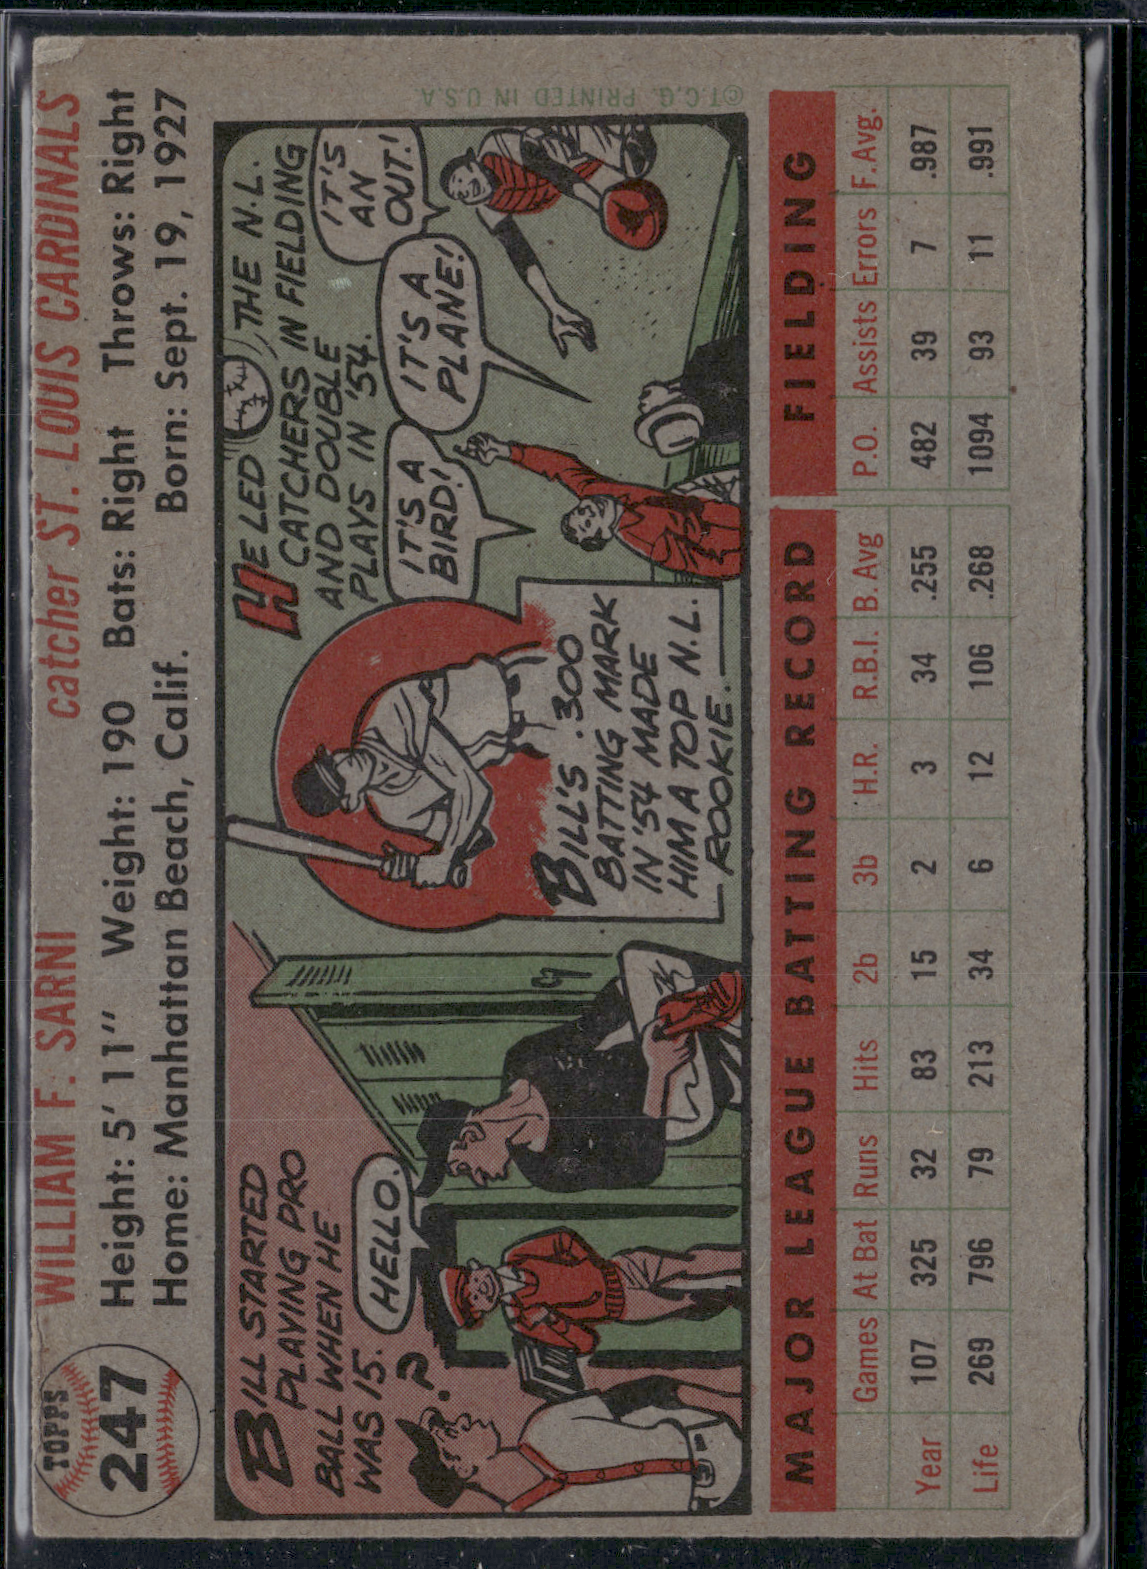 TOPPS
247
WILLIAM F. SARNI catcher ST. LOUIS CARDINALS
Height: 5' 11" Weight: 190 Bats: Right Throws: Right
Home: Manhattan Beach, Calif. Born: Sept. 19, 1927
BILL STARTED
PLAYING PRO
BALL WHEN HE
WAS 15.
?
HELLO.
BILL'S .300
BATTING MARK
IN '54 MADE
HIM A TOP N.L.
ROOKIE.
HE LED THE N.L.
CATCHERS IN FIELDING
AND DOUBLE
PLAYS IN '54.
IT'S A
BIRD!
IT'S A
PLANE!
IT'S
AN
OUT!
©T.C.G. PRINTED IN U.S.A.
MAJOR LEAGUE BATTING RECORD FIELDING
Games At Bat Runs Hits 2b 3b H.R. R.B.I. B. Avg P.O. Assists Errors F.Avg.
Year 107 325 32 83 15 2 3 34 .255 482 39 7 .987
Life 269 796 79 213 34 6 12 106 .268 1094 93 11 .991